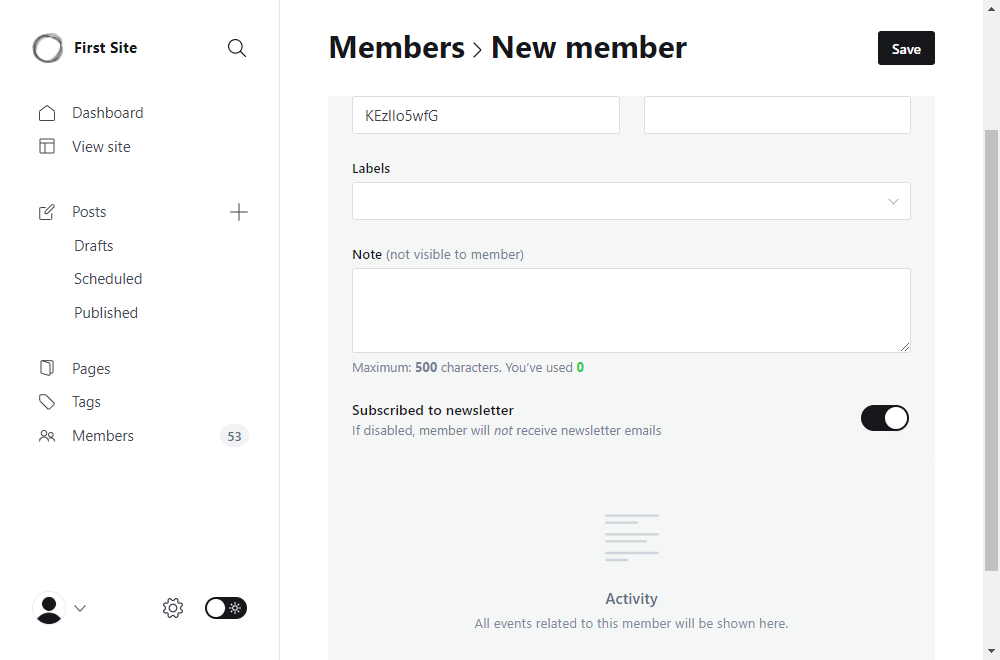 First Site
Members
New member
Save
Dashboard
View site
Posts
Drafts
Scheduled
Published
Pages
Tags
Members
53
KEzIIo5wfG
Labels
Note (not visible to member)
Maximum: 500 characters. You've used 0
Subscribed to newsletter
If disabled, member will not receive newsletter emails
Activity
All events related to this member will be shown here.